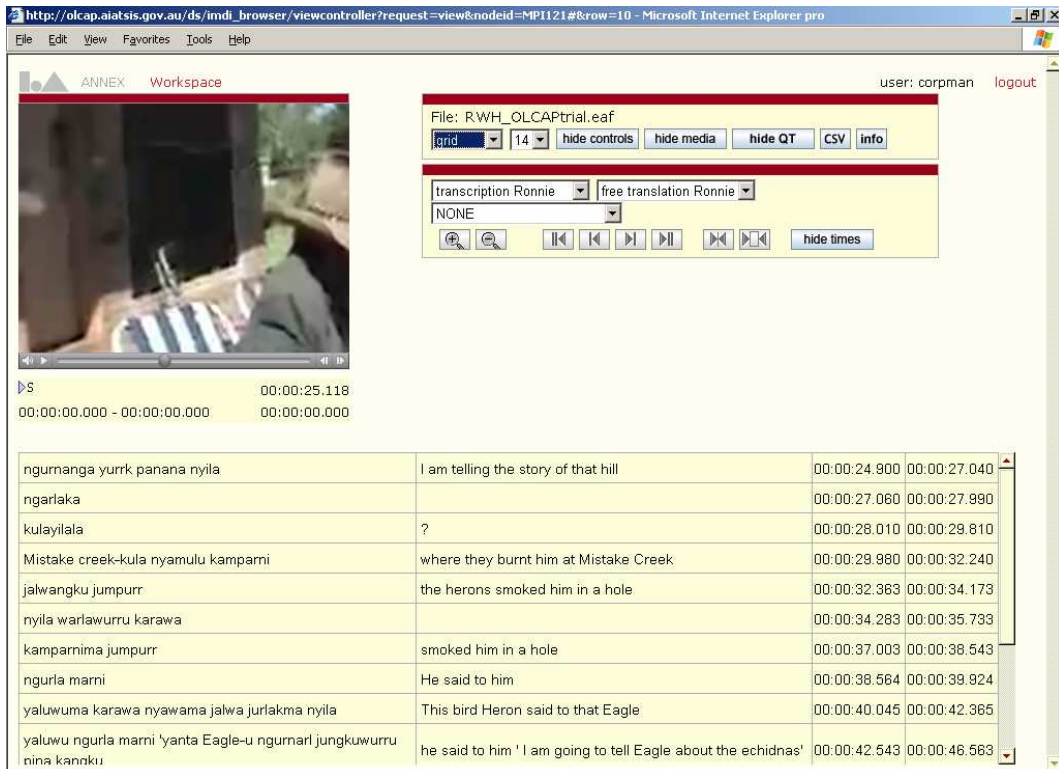 http://olcap.aiatsis.gov.au/ds/imdi_browser/viewcontroller?request=view&nodeid=MPI121#&row=10 - Microsoft Internet Explorer pro
File Edit View Favorites Tools Help
ANNEX Workspace
user: corpman logout
File: RWH_OLCAPtrial.eaf
grid 14 hide controls hide media hide QT CSV info
transcription Ronnie free translation Ronnie
NONE
hide times
S 00:00:25.118
00:00:00.000 - 00:00:00.000 00:00:00.000
ngurnanga yurrk panana nyila I am telling the story of that hill 00:00:24.900 00:00:27.040
ngarlaka 00:00:27.060 00:00:27.990
kulayilala ? 00:00:28.010 00:00:29.810
Mistake creek-kula nyamulu kamparni where they burnt him at Mistake Creek 00:00:29.980 00:00:32.240
jalwangku jumpurr the herons smoked him in a hole 00:00:32.363 00:00:34.173
nyila warlawurru karawa 00:00:34.283 00:00:35.733
kamparnima jumpurr smoked him in a hole 00:00:37.003 00:00:38.543
ngurla marni He said to him 00:00:38.564 00:00:39.924
yaluwuma karawa nyawama jalwa jurlakma nyila This bird Heron said to that Eagle 00:00:40.045 00:00:42.365
yaluwu ngurla marni 'yanta Eagle-u ngurnarl jungkuwurru
pina kangku he said to him ' I am going to tell Eagle about the echidnas' 00:00:42.543 00:00:46.563